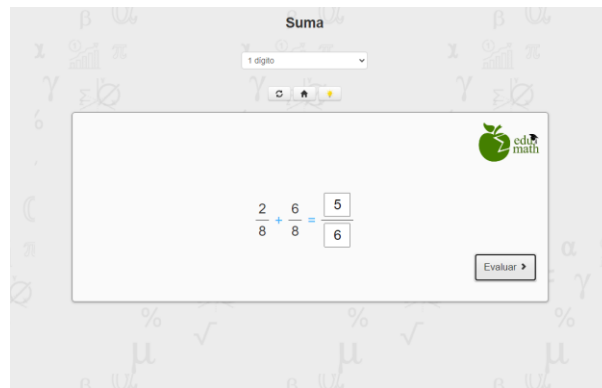 Suma
1 dígito
edu
math
2/8 + 6/8 = 5/6
Evaluar